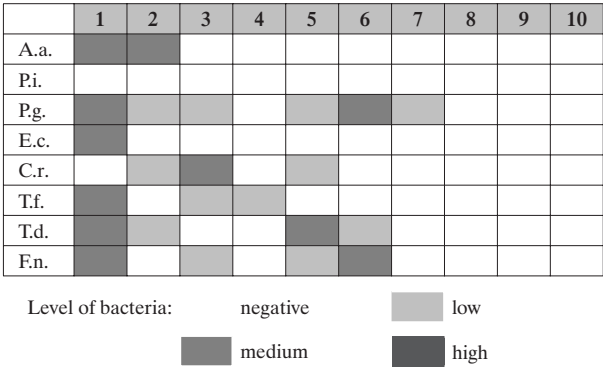 1 2 3 4 5 6 7 8 9 10
A.a.
P.i.
P.g.
E.c.
C.r.
T.f.
T.d.
F.n.
Level of bacteria: negative low
medium high